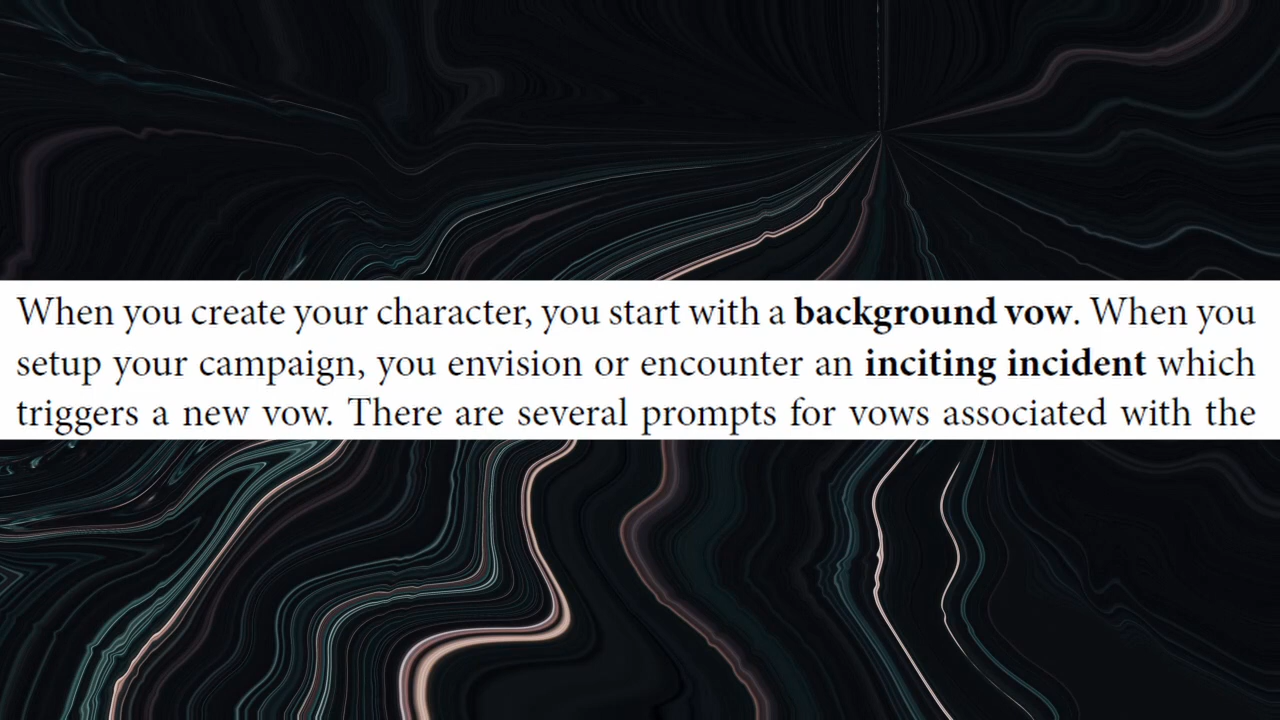 When you create your character, you start with a background vow. When you
setup your campaign, you envision or encounter an inciting incident which
triggers a new vow. There are several prompts for vows associated with the